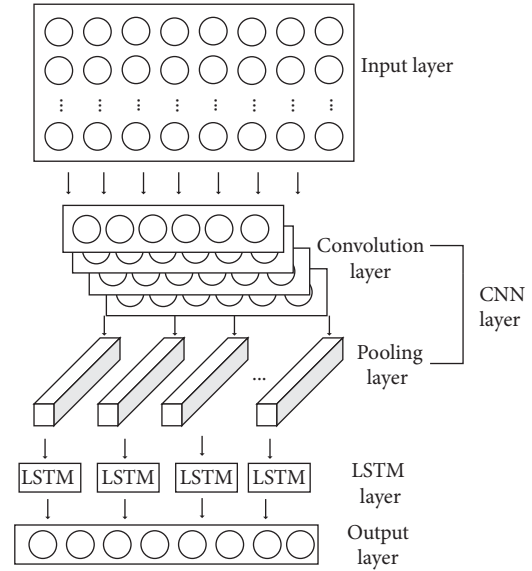 Input layer
Convolution
layer
CNN
layer
Pooling
layer
...
LSTM
LSTM
LSTM
LSTM
LSTM
layer
Output
layer